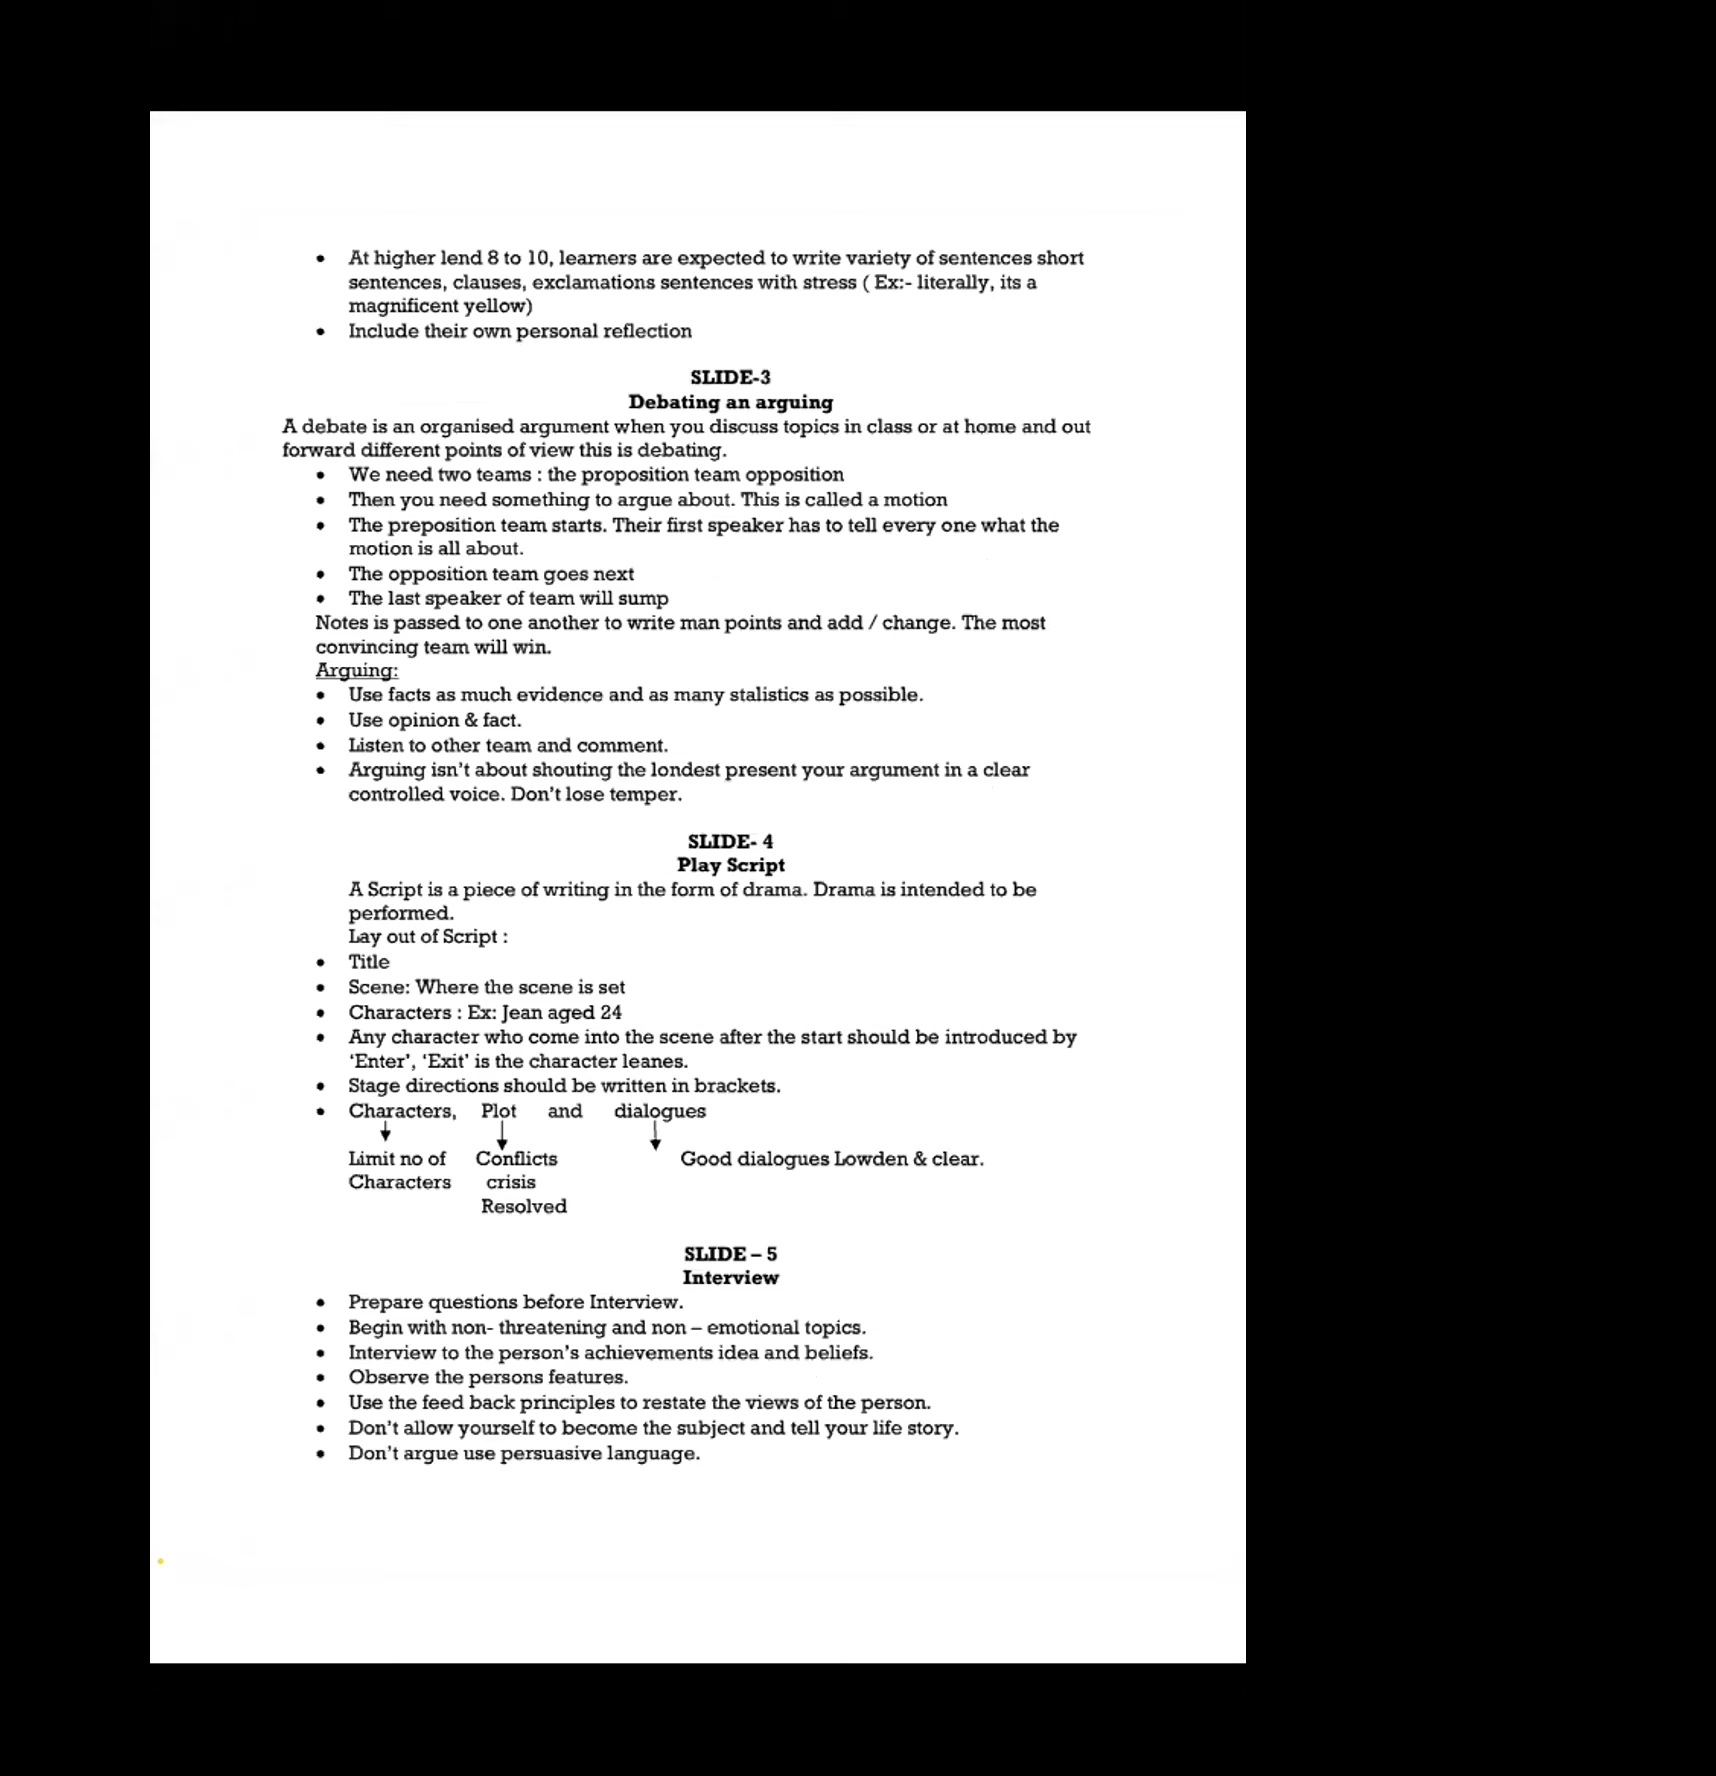 • At higher lend 8 to 10, learners are expected to write variety of sentences short
sentences, clauses, exclamations sentences with stress ( Ex:- literally, its a
magnificent yellow)
• Include their own personal reflection
SLIDE-3
Debating an arguing
A debate is an organised argument when you discuss topics in class or at home and out
forward different points of view this is debating.
• We need two teams : the proposition team opposition
• Then you need something to argue about. This is called a motion
• The preposition team starts. Their first speaker has to tell every one what the
motion is all about.
• The opposition team goes next
• The last speaker of team will sump
Notes is passed to one another to write man points and add / change. The most
convincing team will win.
Arguing:
• Use facts as much evidence and as many stalistics as possible.
• Use opinion & fact.
• Listen to other team and comment.
• Arguing isn't about shouting the londest present your argument in a clear
controlled voice. Don't lose temper.
SLIDE- 4
Play Script
A Script is a piece of writing in the form of drama. Drama is intended to be
performed.
Lay out of Script :
• Title
• Scene: Where the scene is set
• Characters : Ex: Jean aged 24
• Any character who come into the scene after the start should be introduced by
'Enter', 'Exit' is the character leanes.
• Stage directions should be written in brackets.
• Characters, Plot and dialogues
Limit no of Conflicts Good dialogues Lowden & clear.
Characters crisis
Resolved
SLIDE – 5
Interview
• Prepare questions before Interview.
• Begin with non- threatening and non – emotional topics.
• Interview to the person's achievements idea and beliefs.
• Observe the persons features.
• Use the feed back principles to restate the views of the person.
• Don't allow yourself to become the subject and tell your life story.
• Don't argue use persuasive language.